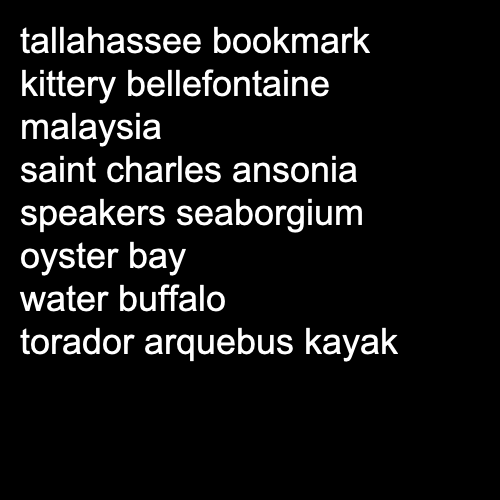 tallahassee bookmark
kittery bellefontaine
malaysia
saint charles ansonia
speakers seaborgium
oyster bay
water buffalo
torador arquebus kayak